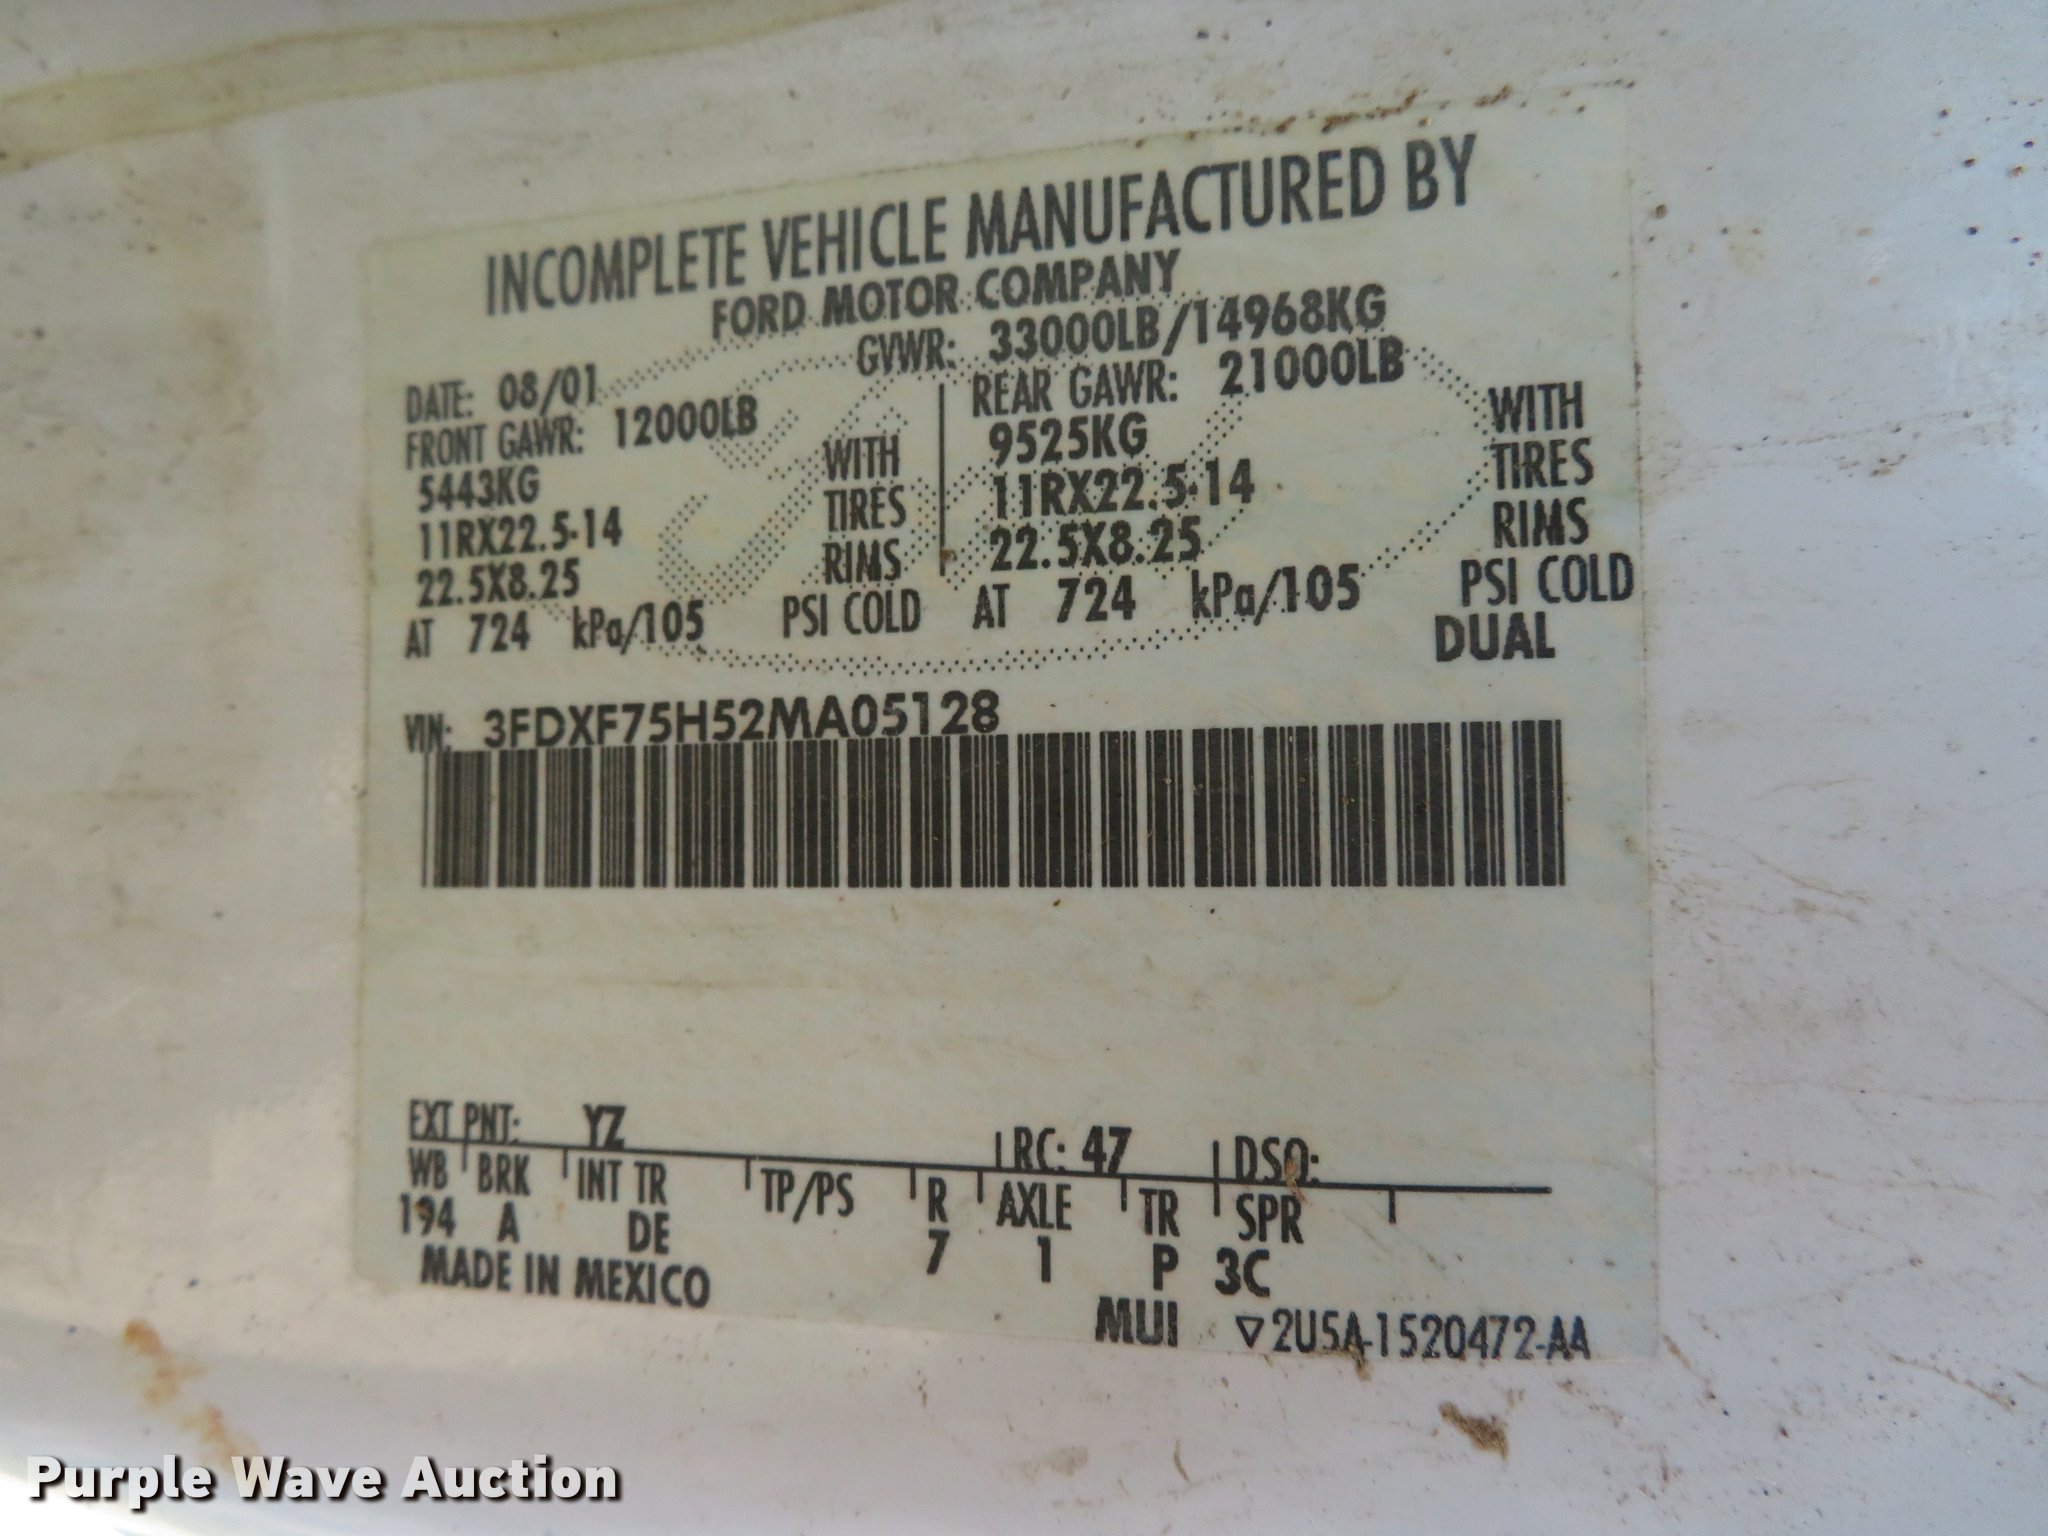 INCOMPLETE VEHICLE MANUFACTURED BY
FORD MOTOR COMPANY
DATE: 08/01 GVWR: 33000LB/14968KG
FRONT GAWR: 12000LB REAR GAWR: 21000LB
5443KG WITH 9525KG WITH
11RX22.5-14 TIRES 11RX22.5-14 TIRES
22.5X8.25 RIMS 22.5X8.25 RIMS
AT 724 kPa/105 PSI COLD AT 724 kPa/105 PSI COLD
DUAL
VIN: 3FDXF75H52MA05128
EXT PNT: YZ RC: 47 DSO:
WB BRK INT TR TP/PS R AXLE TR SPR
194 A DE 7 1 P 3C
MADE IN MEXICO
MUI ▽2U5A-1520472-AA
Purple Wave Auction